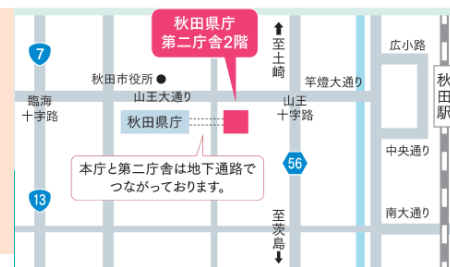 秋田県庁
第二庁舎2階
至土崎
広小路
7
秋田市役所
竿燈大通り
秋田駅
臨海
十字路
山王大通り
山王
十字路
秋田県庁
中央通り
本庁と第二庁舎は地下通路で
つながっております。
56
13
至茨島
南大通り